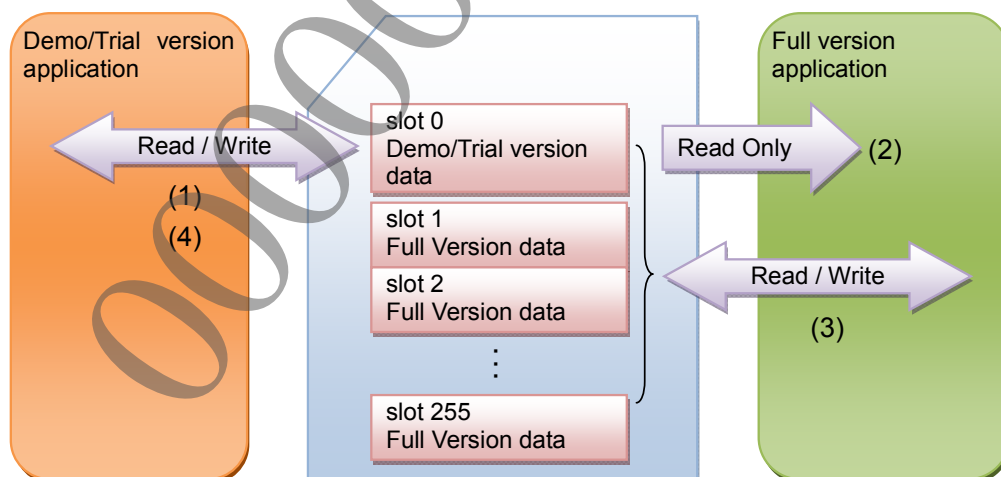 Demo/Trial version
application
Full version
application
slot 0
Demo/Trial version
data
Read / Write
Read Only
(2)
(1)
(4)
slot 1
Full Version data
slot 2
Full Version data
Read / Write
(3)
⋮
slot 255
Full Version data